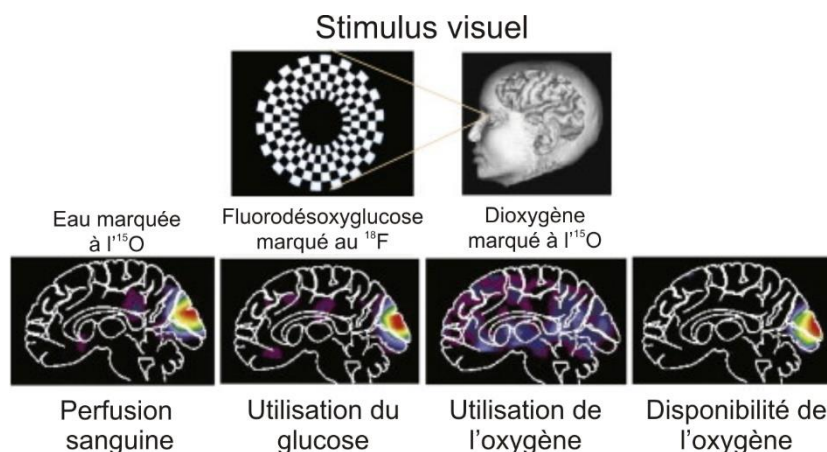 Stimulus visuel
Eau marquée
à l'¹⁵O
Fluorodésoxyglucose
marqué au ¹⁸F
Dioxygène
marqué à l'¹⁵O
Perfusion
sanguine
Utilisation du
glucose
Utilisation de
l'oxygène
Disponibilité de
l'oxygène